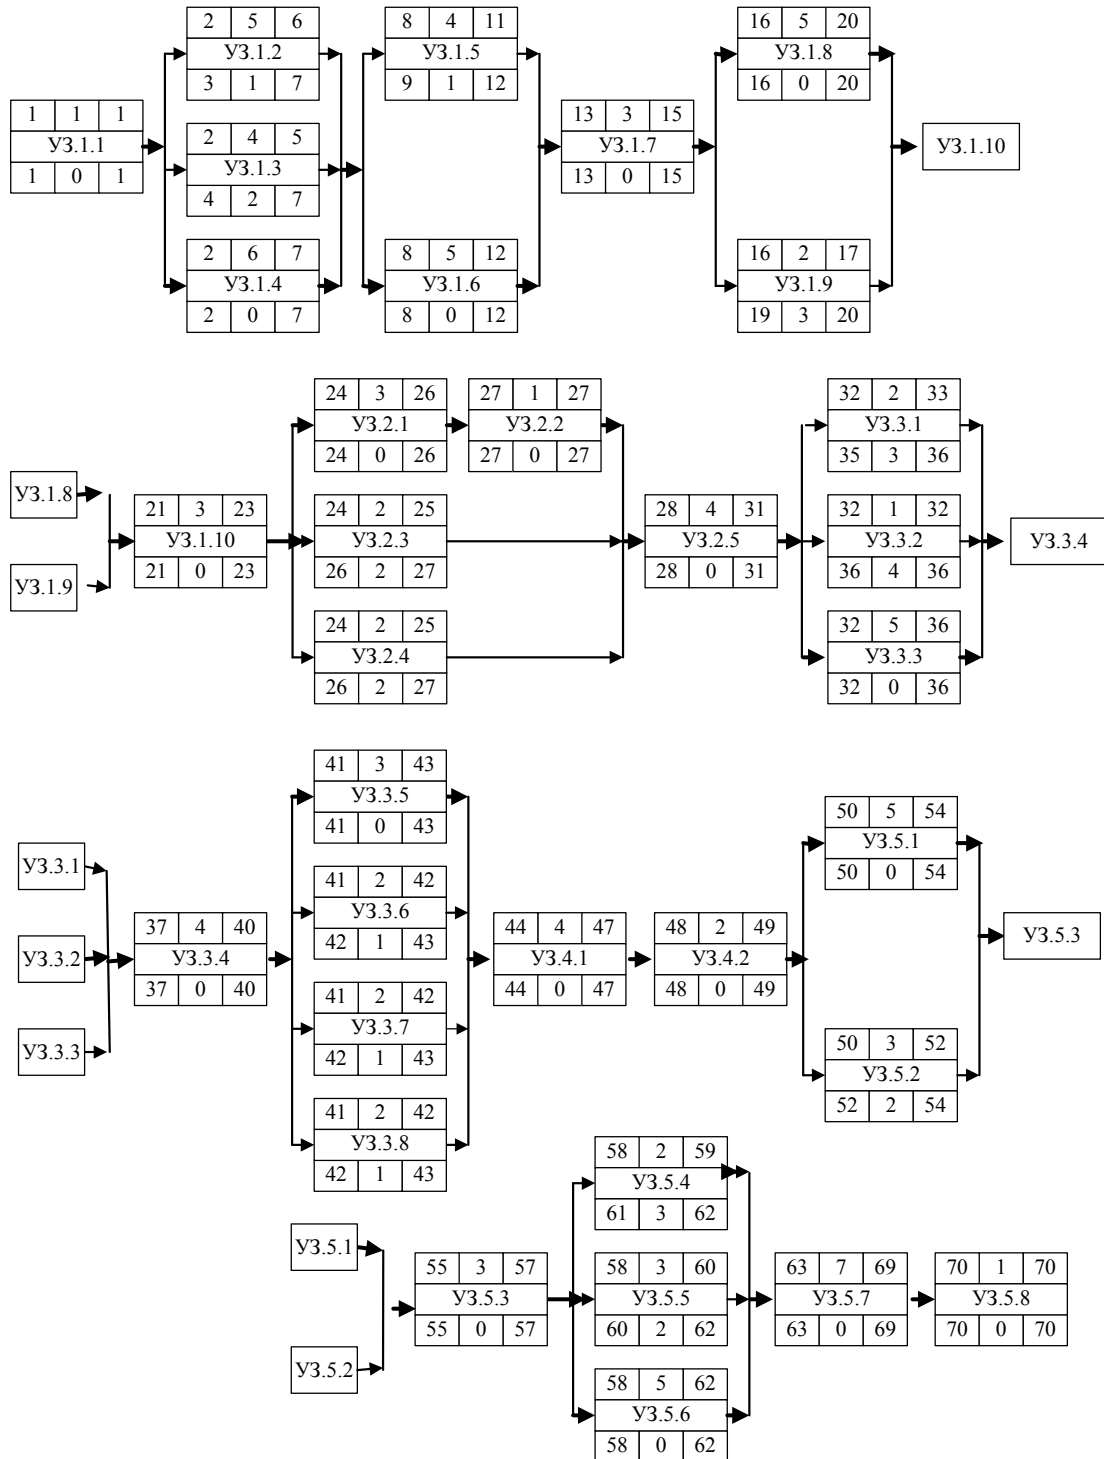 2 5 6
УЗ.1.2
3 1 7
8 4 11
УЗ.1.5
9 1 12
16 5 20
УЗ.1.8
16 0 20
1 1 1
УЗ.1.1
1 0 1
2 4 5
УЗ.1.3
4 2 7
13 3 15
УЗ.1.7
13 0 15
УЗ.1.10
2 6 7
УЗ.1.4
2 0 7
8 5 12
УЗ.1.6
8 0 12
16 2 17
УЗ.1.9
19 3 20
24 3 26
УЗ.2.1
24 0 26
27 1 27
УЗ.2.2
27 0 27
32 2 33
УЗ.3.1
35 3 36
УЗ.1.8
УЗ.1.9
21 3 23
УЗ.1.10
21 0 23
24 2 25
УЗ.2.3
26 2 27
28 4 31
УЗ.2.5
28 0 31
32 1 32
УЗ.3.2
36 4 36
УЗ.3.4
24 2 25
УЗ.2.4
26 2 27
32 5 36
УЗ.3.3
32 0 36
41 3 43
УЗ.3.5
41 0 43
50 5 54
УЗ.5.1
50 0 54
УЗ.3.1
УЗ.3.2
УЗ.3.3
41 2 42
УЗ.3.6
42 1 43
37 4 40
УЗ.3.4
37 0 40
44 4 47
УЗ.4.1
44 0 47
48 2 49
УЗ.4.2
48 0 49
УЗ.5.3
41 2 42
УЗ.3.7
42 1 43
50 3 52
УЗ.5.2
52 2 54
41 2 42
УЗ.3.8
42 1 43
58 2 59
УЗ.5.4
61 3 62
УЗ.5.1
УЗ.5.2
55 3 57
УЗ.5.3
55 0 57
58 3 60
УЗ.5.5
60 2 62
63 7 69
УЗ.5.7
63 0 69
70 1 70
УЗ.5.8
70 0 70
58 5 62
УЗ.5.6
58 0 62